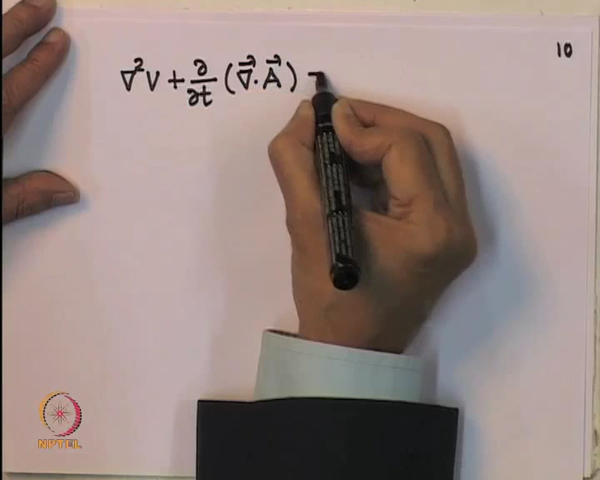 10
∇²V + ∂/∂t (∇⃗·A⃗) =
NPTEL